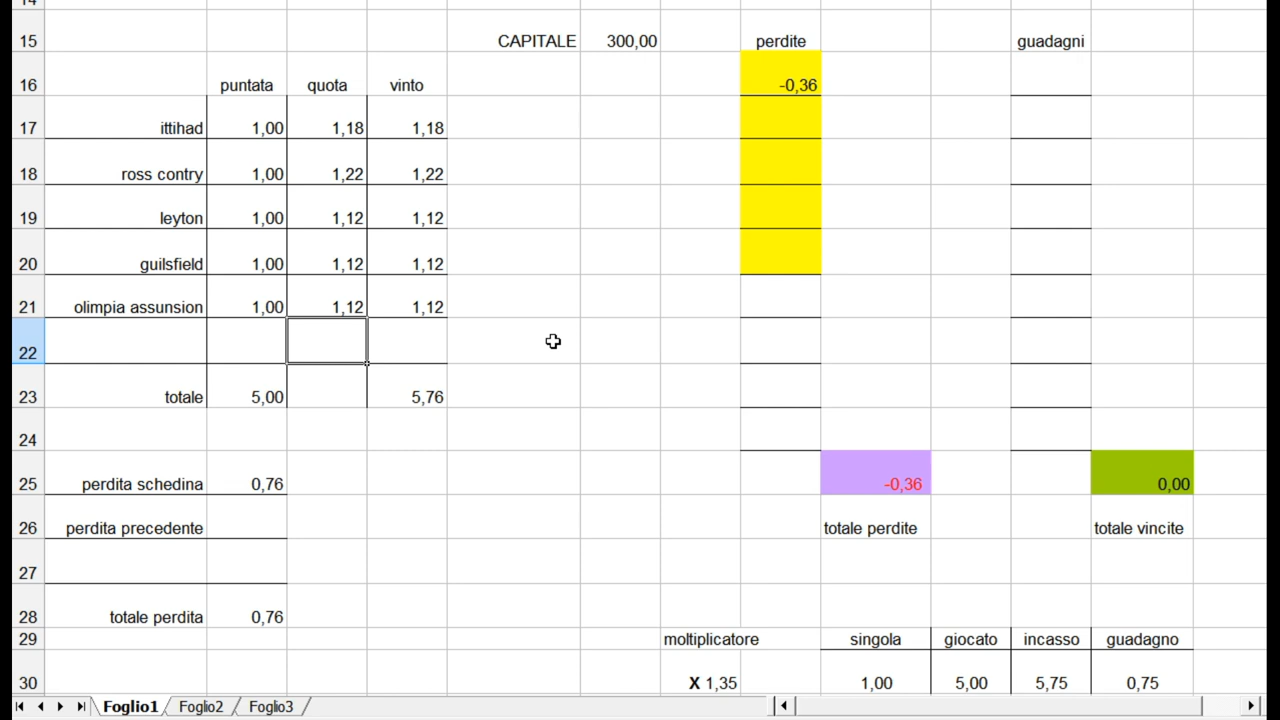 14
15 CAPITALE 300,00 perdite guadagni
16 puntata quota vinto -0,36
17 ittihad 1,00 1,18 1,18
18 ross contry 1,00 1,22 1,22
19 leyton 1,00 1,12 1,12
20 guilsfield 1,00 1,12 1,12
21 olimpia assunsion 1,00 1,12 1,12
22
23 totale 5,00 5,76
24
25 perdita schedina 0,76 -0,36 0,00
26 perdita precedente totale perdite totale vincite
27
28 totale perdita 0,76
29 moltiplicatore singola giocato incasso guadagno
30 X 1,35 1,00 5,00 5,75 0,75
Foglio1 Foglio2 Foglio3